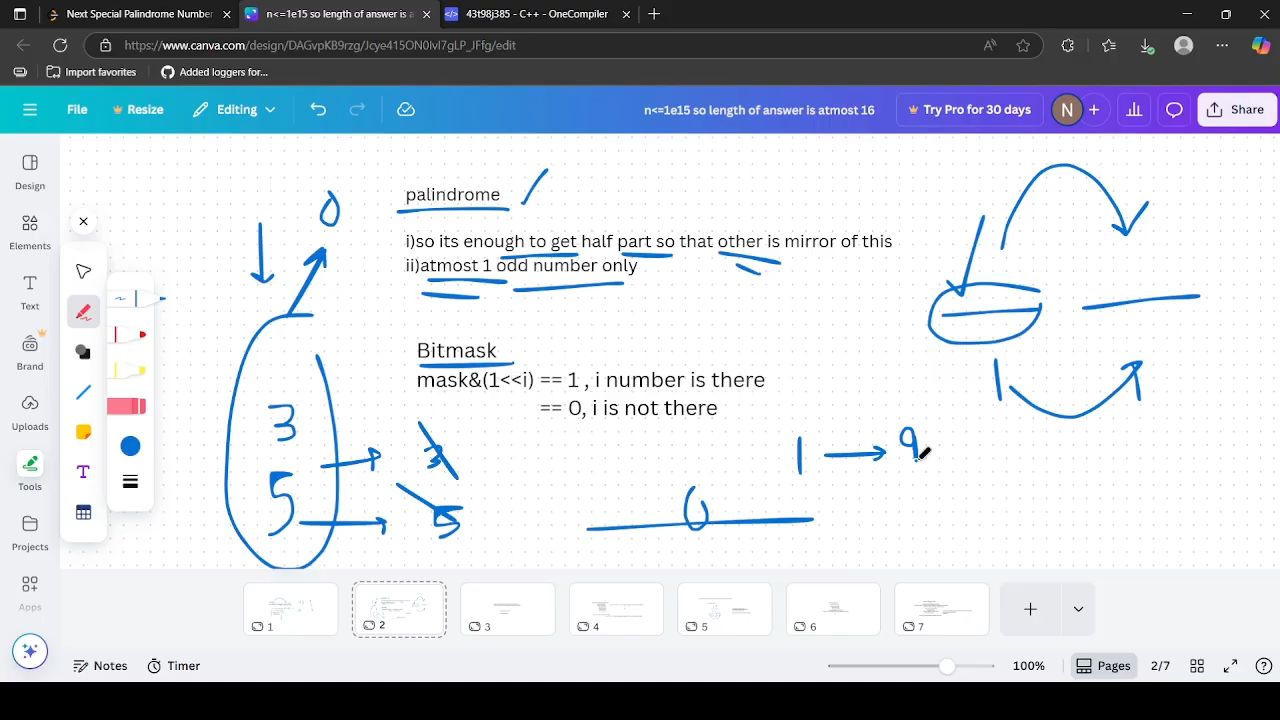 Next Special Palindrome Number
n<=1e15 so length of answer is a
43t98j385 - C++ - OneCompiler
https://www.canva.com/design/DAGvpKB9rzg/Jcye415ON0lvl7gLP_JFfg/edit
Import favorites
Added loggers for...
File
Resize
Editing
n<=1e15 so length of answer is atmost 16
Try Pro for 30 days
N
Share
Design
Elements
Text
Brand
Uploads
Tools
Projects
Apps
0
palindrome
i)so its enough to get half part so that other is mirror of this
ii)atmost 1 odd number only
Bitmask
mask&(1<<i) == 1 , i number is there
== 0, i is not there
3
3
1
9
5
5
0
1
2
3
4
5
6
7
Notes
Timer
100%
Pages
2/7